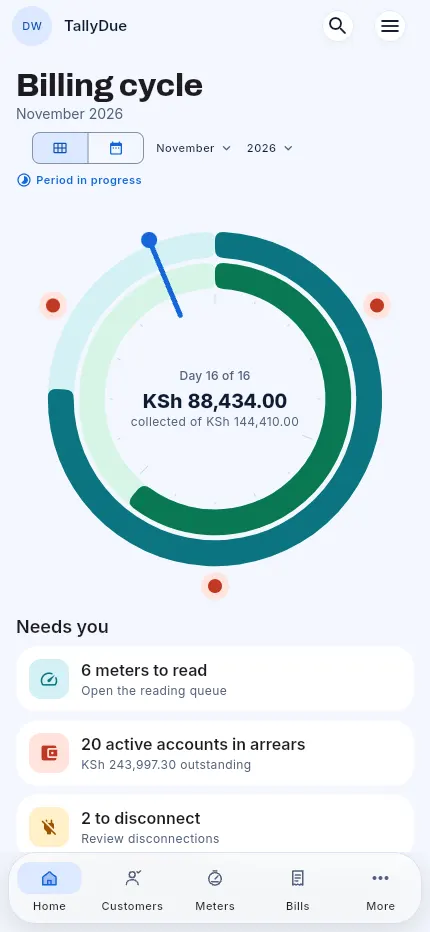 DW
TallyDue
Billing cycle
November 2026
November
2026
Period in progress
Day 16 of 16
KSh 88,434.00
collected of KSh 144,410.00
Needs you
6 meters to read
Open the reading queue
20 active accounts in arrears
KSh 243,997.30 outstanding
2 to disconnect
Review disconnections
Home
Customers
Meters
Bills
More